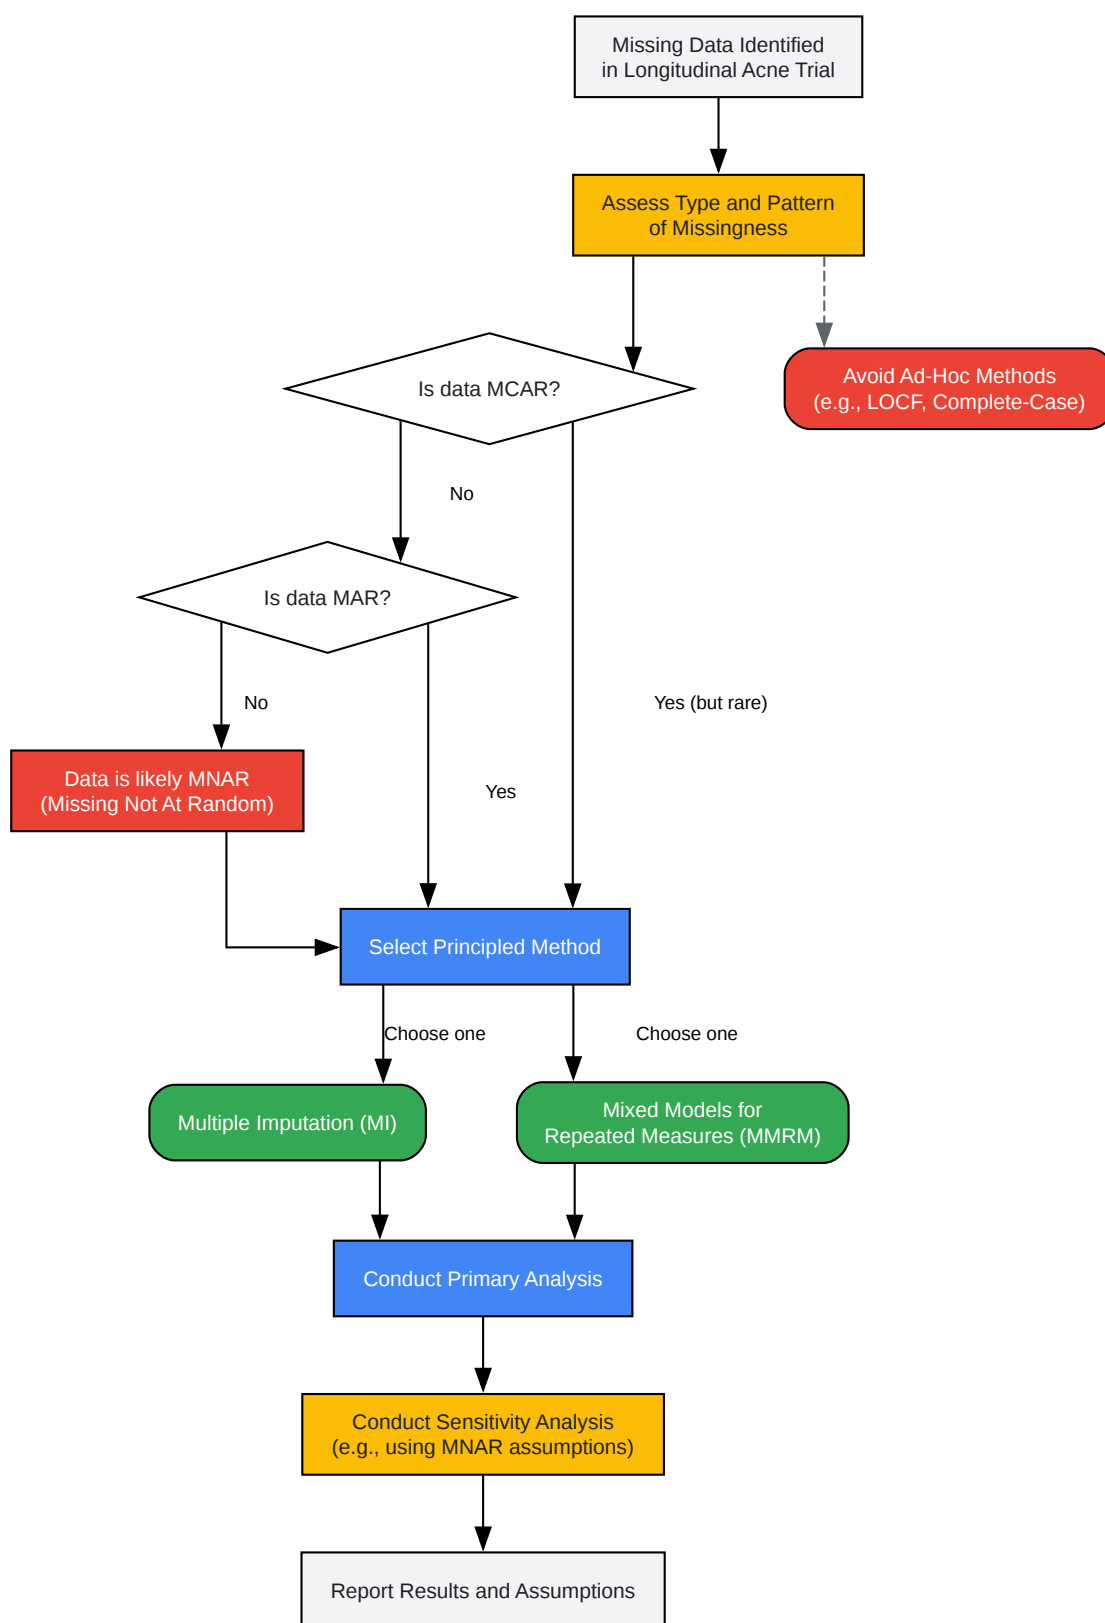 Missing Data Identified
in Longitudinal Acne Trial
Assess Type and Pattern
of Missingness
Avoid Ad-Hoc Methods
(e.g., LOCF, Complete-Case)
Is data MCAR?
No
Is data MAR?
No
Yes (but rare)
Data is likely MNAR
(Missing Not At Random)
Yes
Select Principled Method
Choose one
Choose one
Multiple Imputation (MI)
Mixed Models for
Repeated Measures (MMRM)
Conduct Primary Analysis
Conduct Sensitivity Analysis
(e.g., using MNAR assumptions)
Report Results and Assumptions